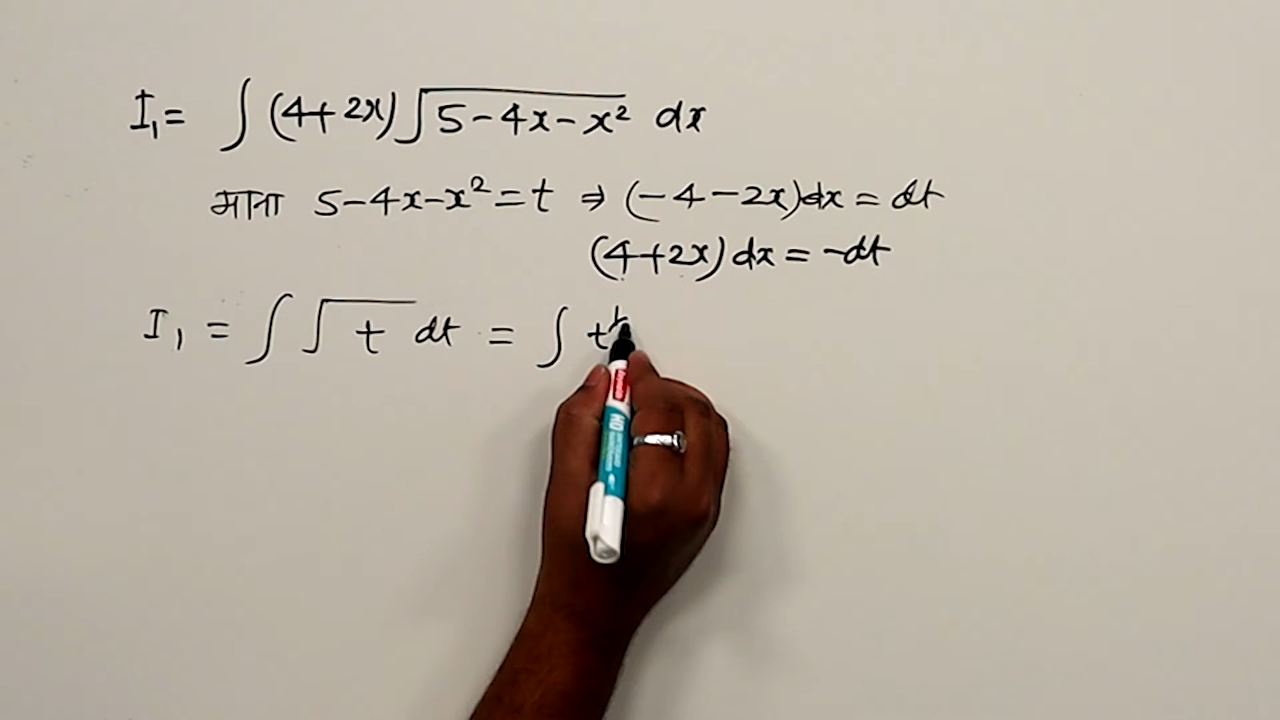 I₁ = ∫ (4+2x) √(5-4x-x²) dx
माना 5-4x-x² = t ⇒ (-4-2x)dx = dt
(4+2x) dx = -dt
I₁ = ∫ √t dt = ∫ t